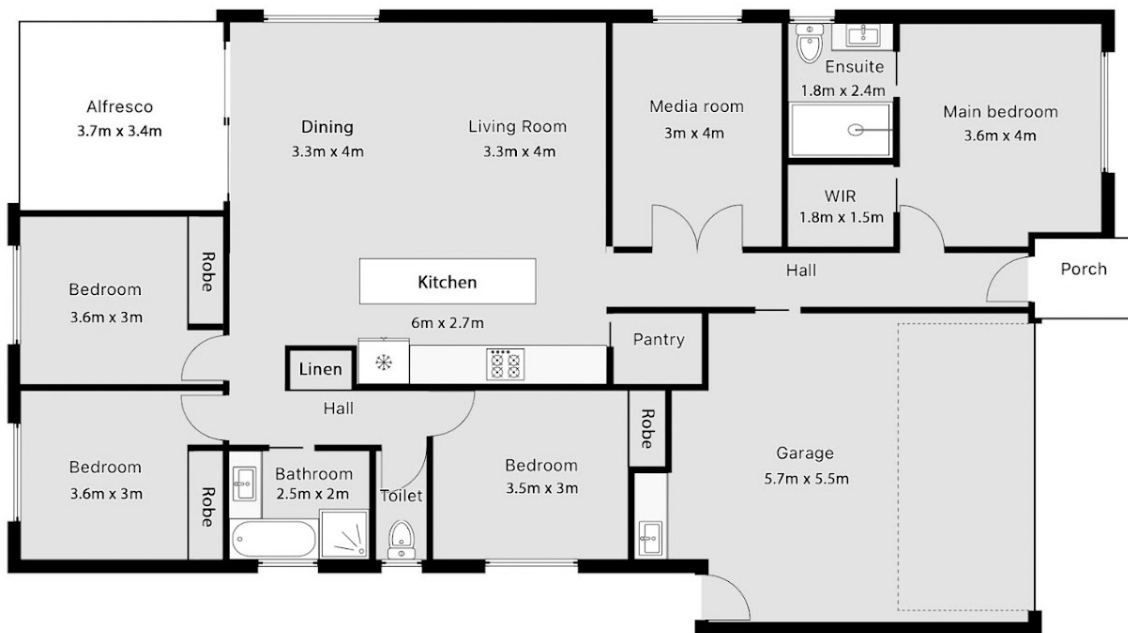 Alfresco
3.7m x 3.4m
Dining
3.3m x 4m
Living Room
3.3m x 4m
Media room
3m x 4m
Ensuite
1.8m x 2.4m
Main bedroom
3.6m x 4m
WIR
1.8m x 1.5m
Bedroom
3.6m x 3m
Robe
Kitchen
6m x 2.7m
Hall
Porch
Pantry
Linen
Hall
Bedroom
3.6m x 3m
Robe
Bathroom
2.5m x 2m
Toilet
Bedroom
3.5m x 3m
Robe
Garage
5.7m x 5.5m